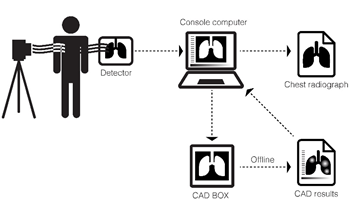 Console computer
Detector
Chest radiograph
Offline
CAD BOX
CAD results